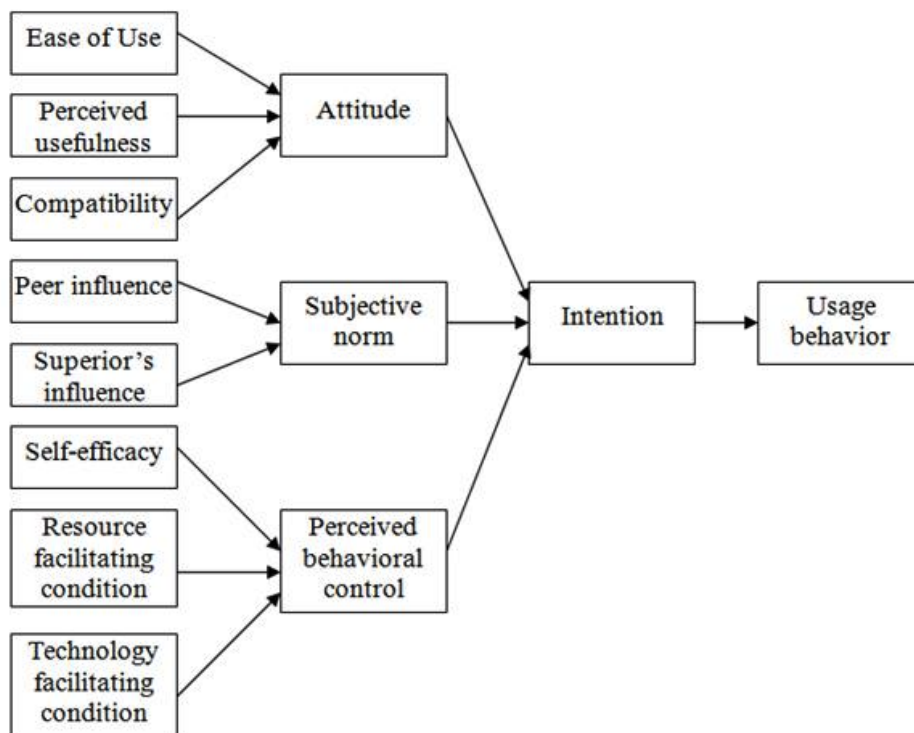 Ease of Use
Perceived
usefulness
Compatibility
Peer influence
Superior’s
influence
Self-efficacy
Resource
facilitating
condition
Technology
facilitating
condition
Attitude
Subjective
norm
Perceived
behavioral
control
Intention
Usage
behavior